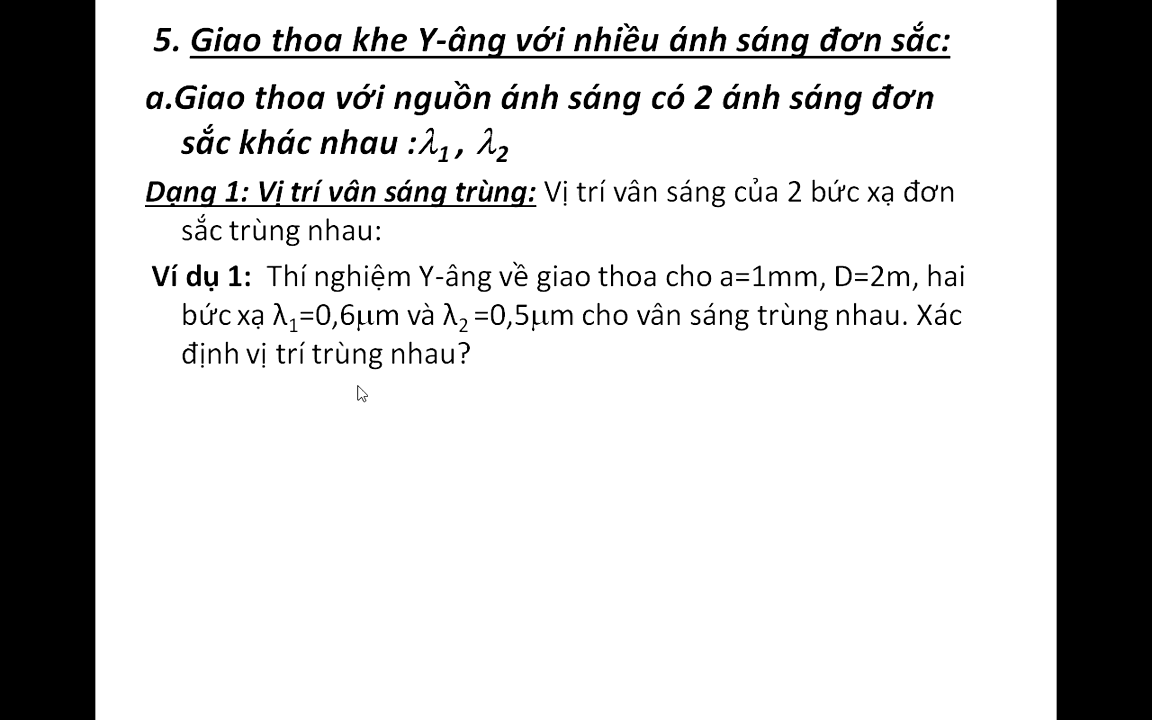 5. Giao thoa khe Y-âng với nhiều ánh sáng đơn sắc:
a.Giao thoa với nguồn ánh sáng có 2 ánh sáng đơn
sắc khác nhau :λ1 , λ2
Dạng 1: Vị trí vân sáng trùng: Vị trí vân sáng của 2 bức xạ đơn
sắc trùng nhau:
Ví dụ 1: Thí nghiệm Y-âng về giao thoa cho a=1mm, D=2m, hai
bức xạ λ1=0,6μm và λ2 =0,5μm cho vân sáng trùng nhau. Xác
định vị trí trùng nhau?